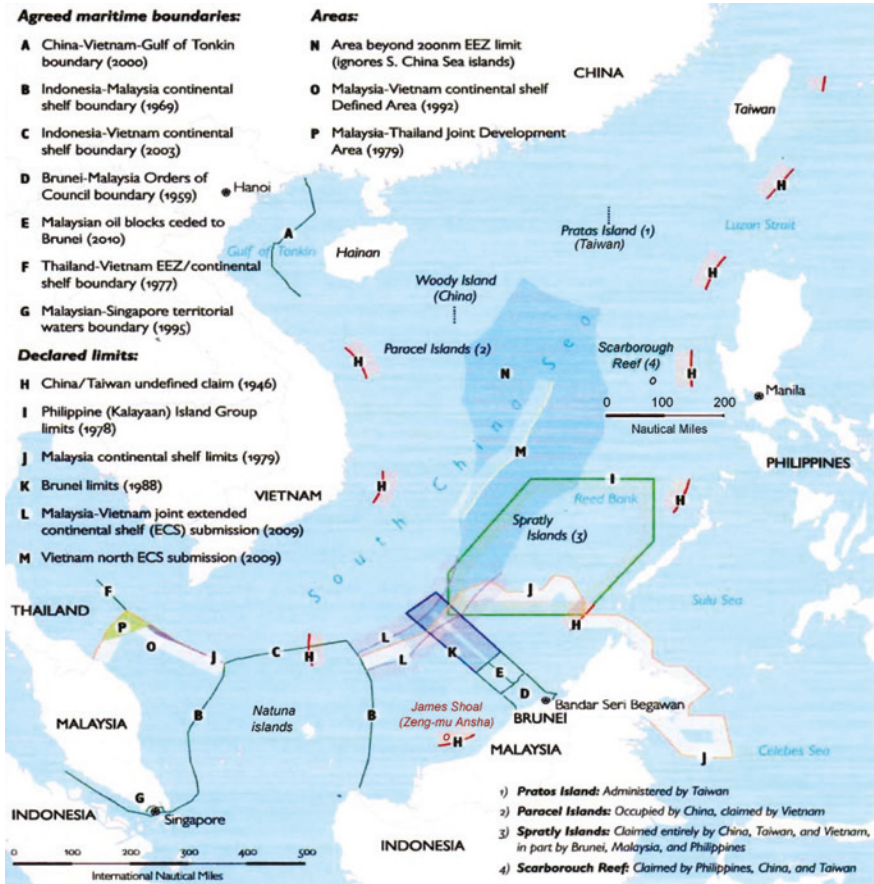 Agreed maritime boundaries:
A China-Vietnam-Gulf of Tonkin
boundary (2000)
B Indonesia-Malaysia continental
shelf boundary (1969)
C Indonesia-Vietnam continental
shelf boundary (2003)
D Brunei-Malaysia Orders of
Council boundary (1959)
E Malaysian oil blocks ceded to
Brunei (2010)
F Thailand-Vietnam EEZ/continental
shelf boundary (1977)
G Malaysian-Singapore territorial
waters boundary (1995)
Declared limits:
H China/Taiwan undefined claim (1946)
I Philippine (Kalayaan) Island Group
limits (1978)
J Malaysia continental shelf limits (1979)
K Brunei limits (1988)
L Malaysia-Vietnam joint extended
continental shelf (ECS) submission (2009)
M Vietnam north ECS submission (2009)
Areas:
N Area beyond 200nm EEZ limit
(ignores S. China Sea islands)
O Malaysia-Vietnam continental shelf
Defined Area (1992)
P Malaysia-Thailand Joint Development
Area (1979)
CHINA
Taiwan
H
Hanoi
A
Gulf of Tonkin
Hainan
Pratas Island (1)
(Taiwan)
Luzan Strait
H
Woody Island
(China)
Paracel Islands (2)
H
N
Scarborough
Reef (4)
H
Manila
0 100 200
Nautical Miles
South China Sea
M
PHILIPPINES
VIETNAM
H
I
Reed Bank
H
Spratly
Islands (3)
J
Sulu Sea
H
F
THAILAND
P
O
J
C
H
L
L
K
E
D
Bandar Seri Begawan
BRUNEI
MALAYSIA
B
Natuna
islands
B
James Shoal
(Zeng-mu Ansha)
H
MALAYSIA
J
Celebes Sea
G
Singapore
INDONESIA
INDONESIA
0 100 200 300 400 500
International Nautical Miles
1) Pratos Island: Administered by Taiwan
2) Paracel Islands: Occupied by China, claimed by Vietnam
3) Spratly Islands: Claimed entirely by China, Taiwan, and Vietnam,
in part by Brunei, Malaysia, and Philippines
4) Scarborouch Reef: Claimed by Philippines, China, and Taiwan